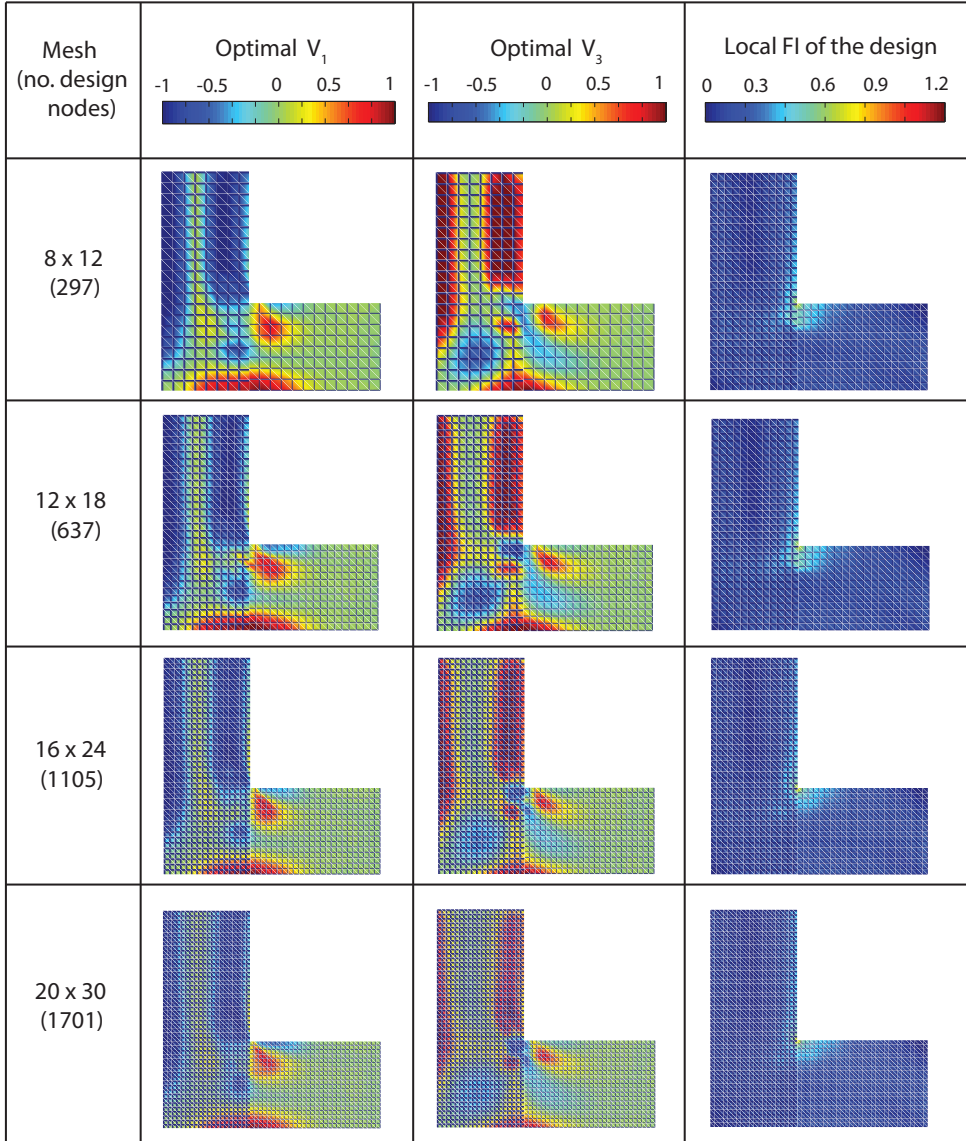 Mesh
(no. design
nodes)
Optimal V1
-1 -0.5 0 0.5 1
Optimal V3
-1 -0.5 0 0.5 1
Local FI of the design
0 0.3 0.6 0.9 1.2
8 x 12
(297)
12 x 18
(637)
16 x 24
(1105)
20 x 30
(1701)